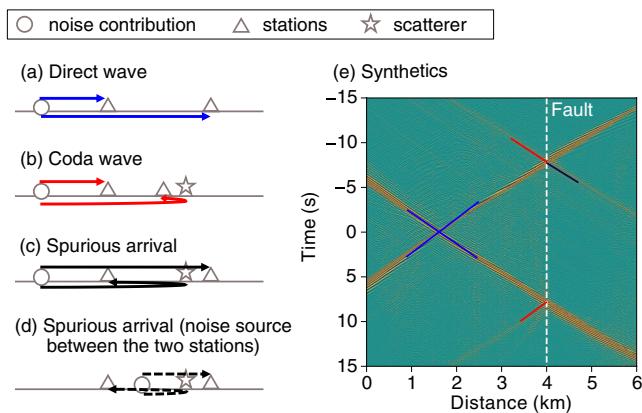 noise contribution stations scatterer
(a) Direct wave
(b) Coda wave
(c) Spurious arrival
(d) Spurious arrival (noise source
between the two stations)
(e) Synthetics
Fault
Time (s)
−15
−10
−5
0
5
10
15
0 1 2 3 4 5 6
Distance (km)